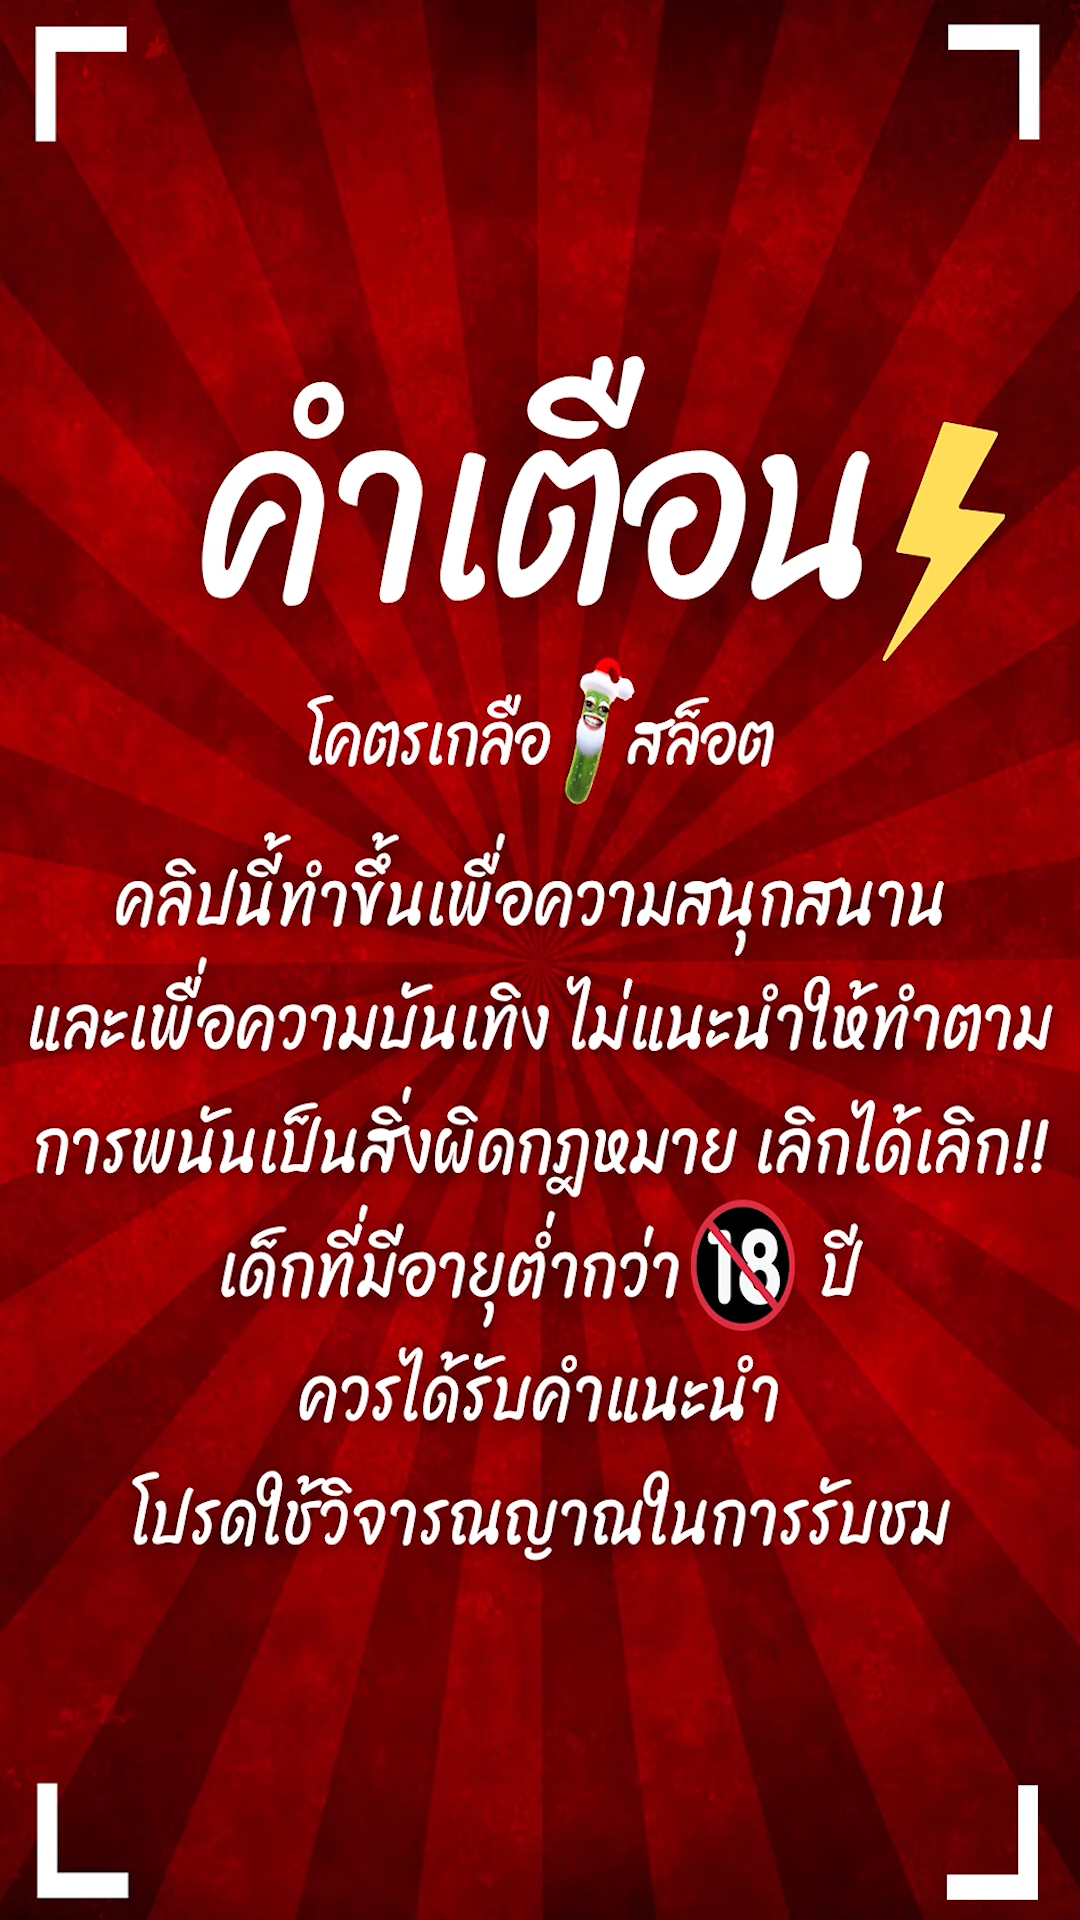 คำเตือน
โคตรเกลือ สล็อต
คลิปนี้ทำขึ้นเพื่อความสนุกสนาน
และเพื่อความบันเทิง ไม่แนะนำให้ทำตาม
การพนันเป็นสิ่งผิดกฎหมาย เลิกได้เลิก!!
เด็กที่มีอายุต่ำกว่า 18 ปี
ควรได้รับคำแนะนำ
โปรดใช้วิจารณญาณในการรับชม